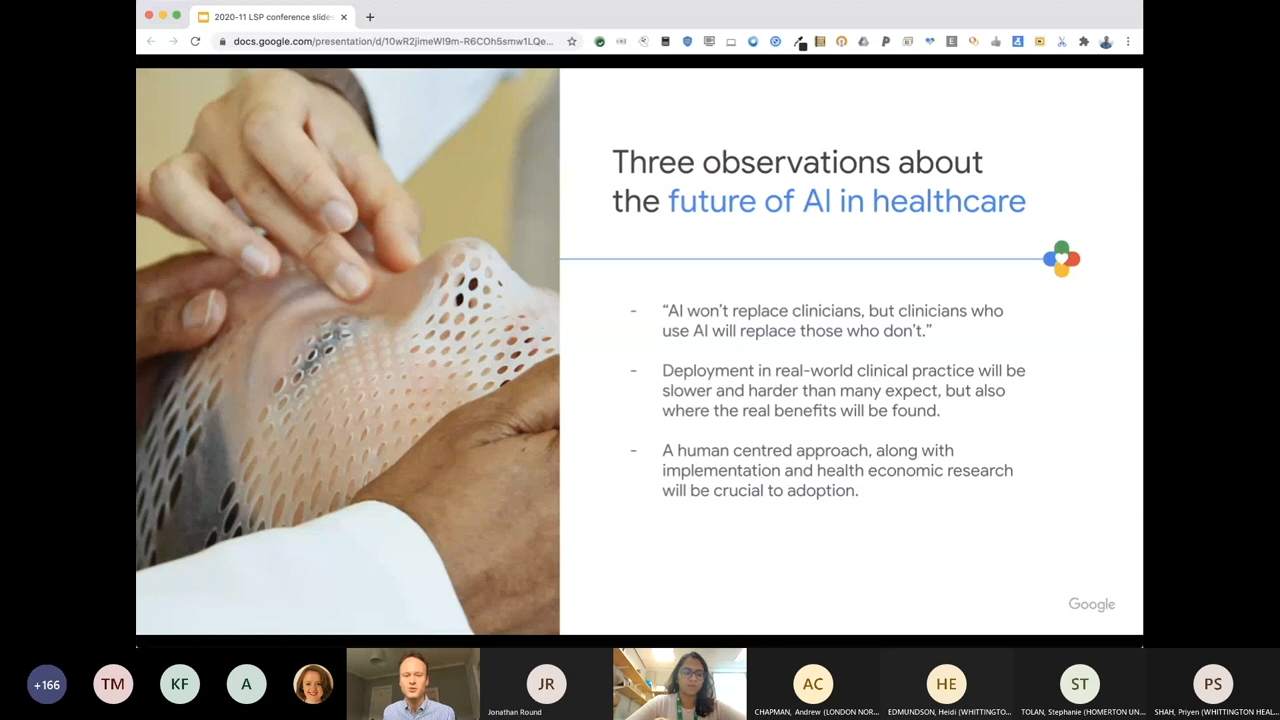 2020-11 LSP conference slides
docs.google.com/presentation/d/10wR2jimeWl9m-R6COh5smw1LQe...
Three observations about
the future of AI in healthcare
- “AI won’t replace clinicians, but clinicians who
use AI will replace those who don’t.”
- Deployment in real-world clinical practice will be
slower and harder than many expect, but also
where the real benefits will be found.
- A human centred approach, along with
implementation and health economic research
will be crucial to adoption.
Google
+166
TM
KF
A
JR
Jonathan Round
AC
CHAPMAN, Andrew (LONDON NOR...
HE
EDMUNDSON, Heidi (WHITTINGTO...
ST
TOLAN, Stephanie (HOMERTON UN...
PS
SHAH, Priyen (WHITTINGTON HEAL...